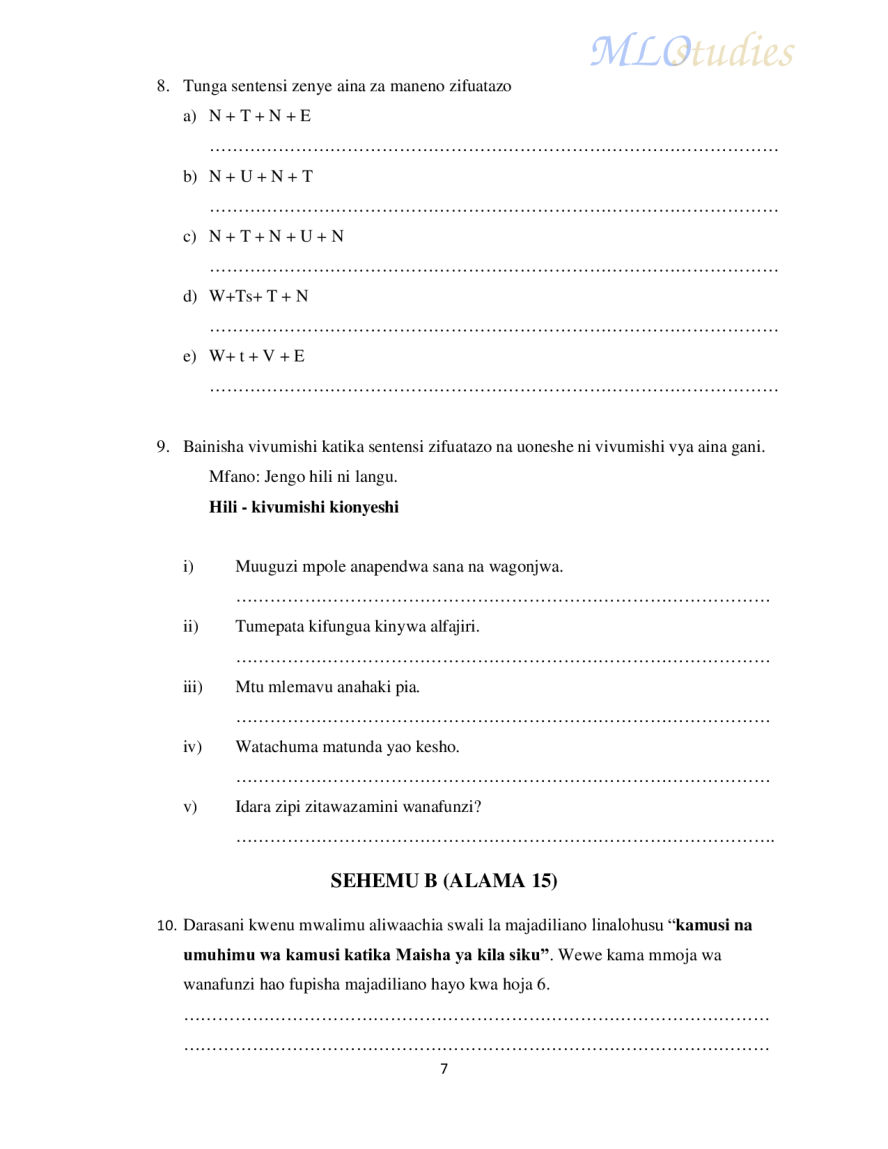 MLOstudies
8. Tunga sentensi zenye aina za maneno zifuatazo
a) N + T + N + E
……………………………………………………………………………………
b) N + U + N + T
……………………………………………………………………………………
c) N + T + N + U + N
……………………………………………………………………………………
d) W+Ts+ T + N
……………………………………………………………………………………
e) W+ t + V + E
……………………………………………………………………………………
9. Bainisha vivumishi katika sentensi zifuatazo na uoneshe ni vivumishi vya aina gani.
Mfano: Jengo hili ni langu.
Hili - kivumishi kionyeshi
i) Muuguzi mpole anapendwa sana na wagonjwa.
………………………………………………………………………………
ii) Tumepata kifungua kinywa alfajiri.
………………………………………………………………………………
iii) Mtu mlemavu anahaki pia.
………………………………………………………………………………
iv) Watachuma matunda yao kesho.
………………………………………………………………………………
v) Idara zipi zitawazamini wanafunzi?
………………………………………………………………………………..
SEHEMU B (ALAMA 15)
10. Darasani kwenu mwalimu aliwaachia swali la majadiliano linalohusu “kamusi na
umuhimu wa kamusi katika Maisha ya kila siku”. Wewe kama mmoja wa
wanafunzi hao fupisha majadiliano hayo kwa hoja 6.
………………………………………………………………………………………
………………………………………………………………………………………
7